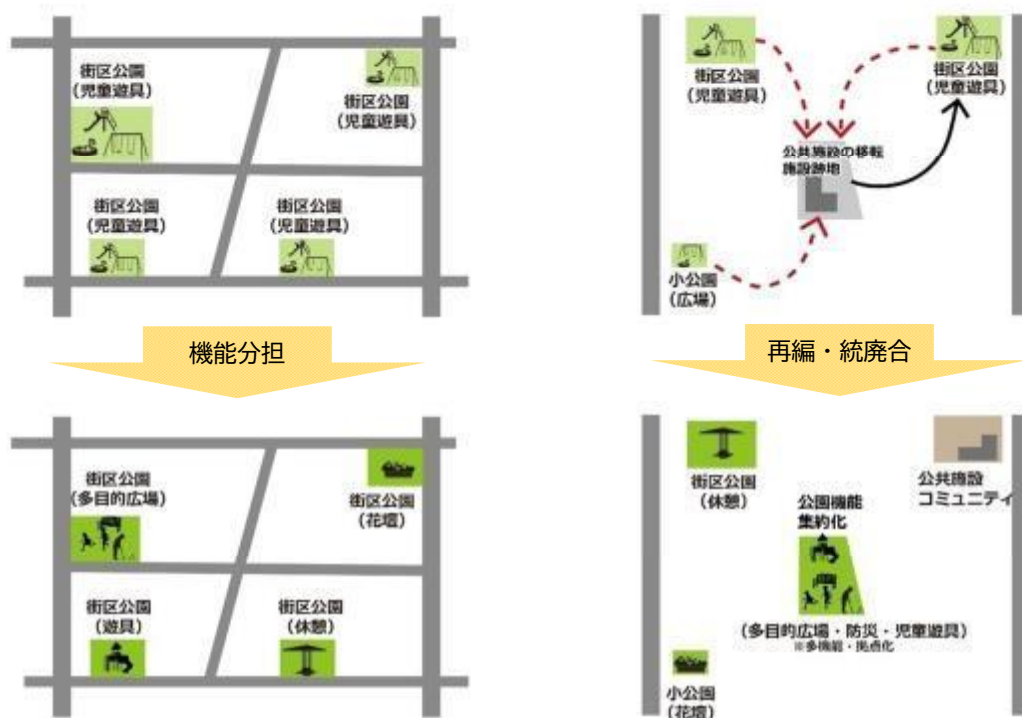 街区公園
(児童遊具)
街区公園
(児童遊具)
街区公園
(児童遊具)
街区公園
(児童遊具)
機能分担
街区公園
(多目的広場)
街区公園
(花壇)
街区公園
(遊具)
街区公園
(休憩)
街区公園
(児童遊具)
街区公園
(児童遊具)
公共施設の移転
施設跡地
小公園
(広場)
再編・統廃合
街区公園
(休憩)
公共施設
コミュニティ
公園機能
集約化
(多目的広場・防災・児童遊具)
※多機能・拠点化
小公園
(花壇)